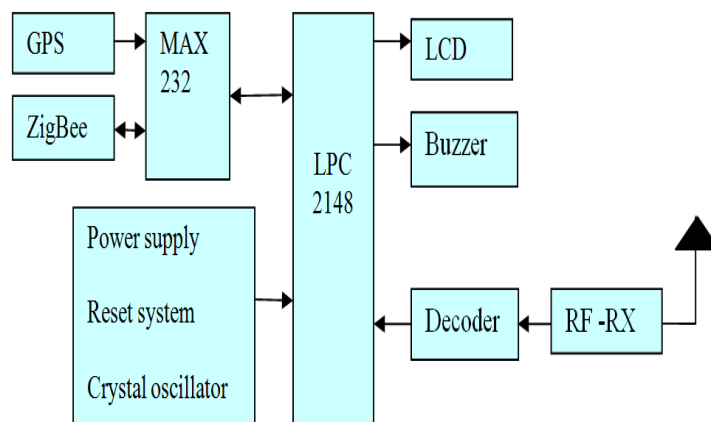 GPS
MAX
232
LCD
ZigBee
Buzzer
LPC
2148
Power supply
Reset system
Crystal oscillator
Decoder
RF -RX